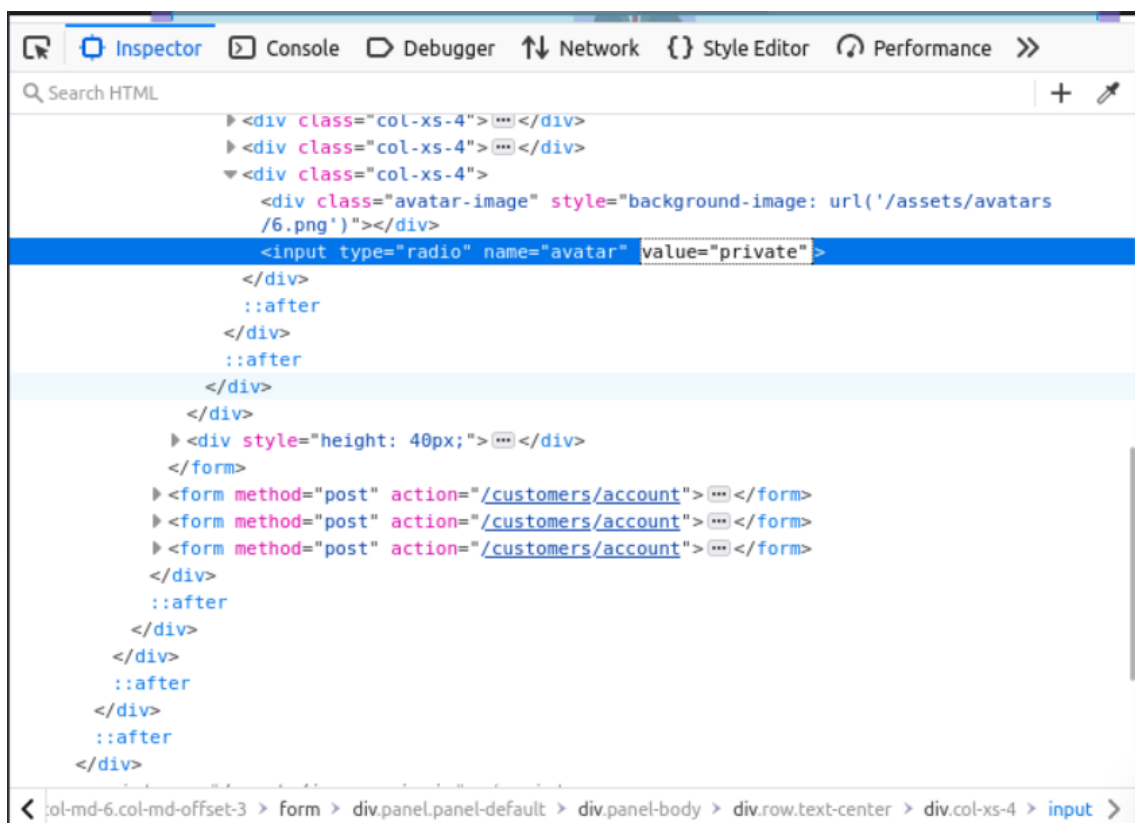 Inspector Console Debugger Network Style Editor Performance
Search HTML
<div class="col-xs-4"></div>
<div class="col-xs-4"></div>
<div class="col-xs-4">
<div class="avatar-image" style="background-image: url('/assets/avatars
/6.png')"></div>
<input type="radio" name="avatar" value="private">
</div>
::after
</div>
::after
</div>
</div>
<div style="height: 40px;"></div>
</form>
<form method="post" action="/customers/account"></form>
<form method="post" action="/customers/account"></form>
<form method="post" action="/customers/account"></form>
</div>
::after
</div>
</div>
::after
</div>
::after
</div>
ol-md-6.col-md-offset-3 > form > div.panel.panel-default > div.panel-body > div.row.text-center > div.col-xs-4 > input